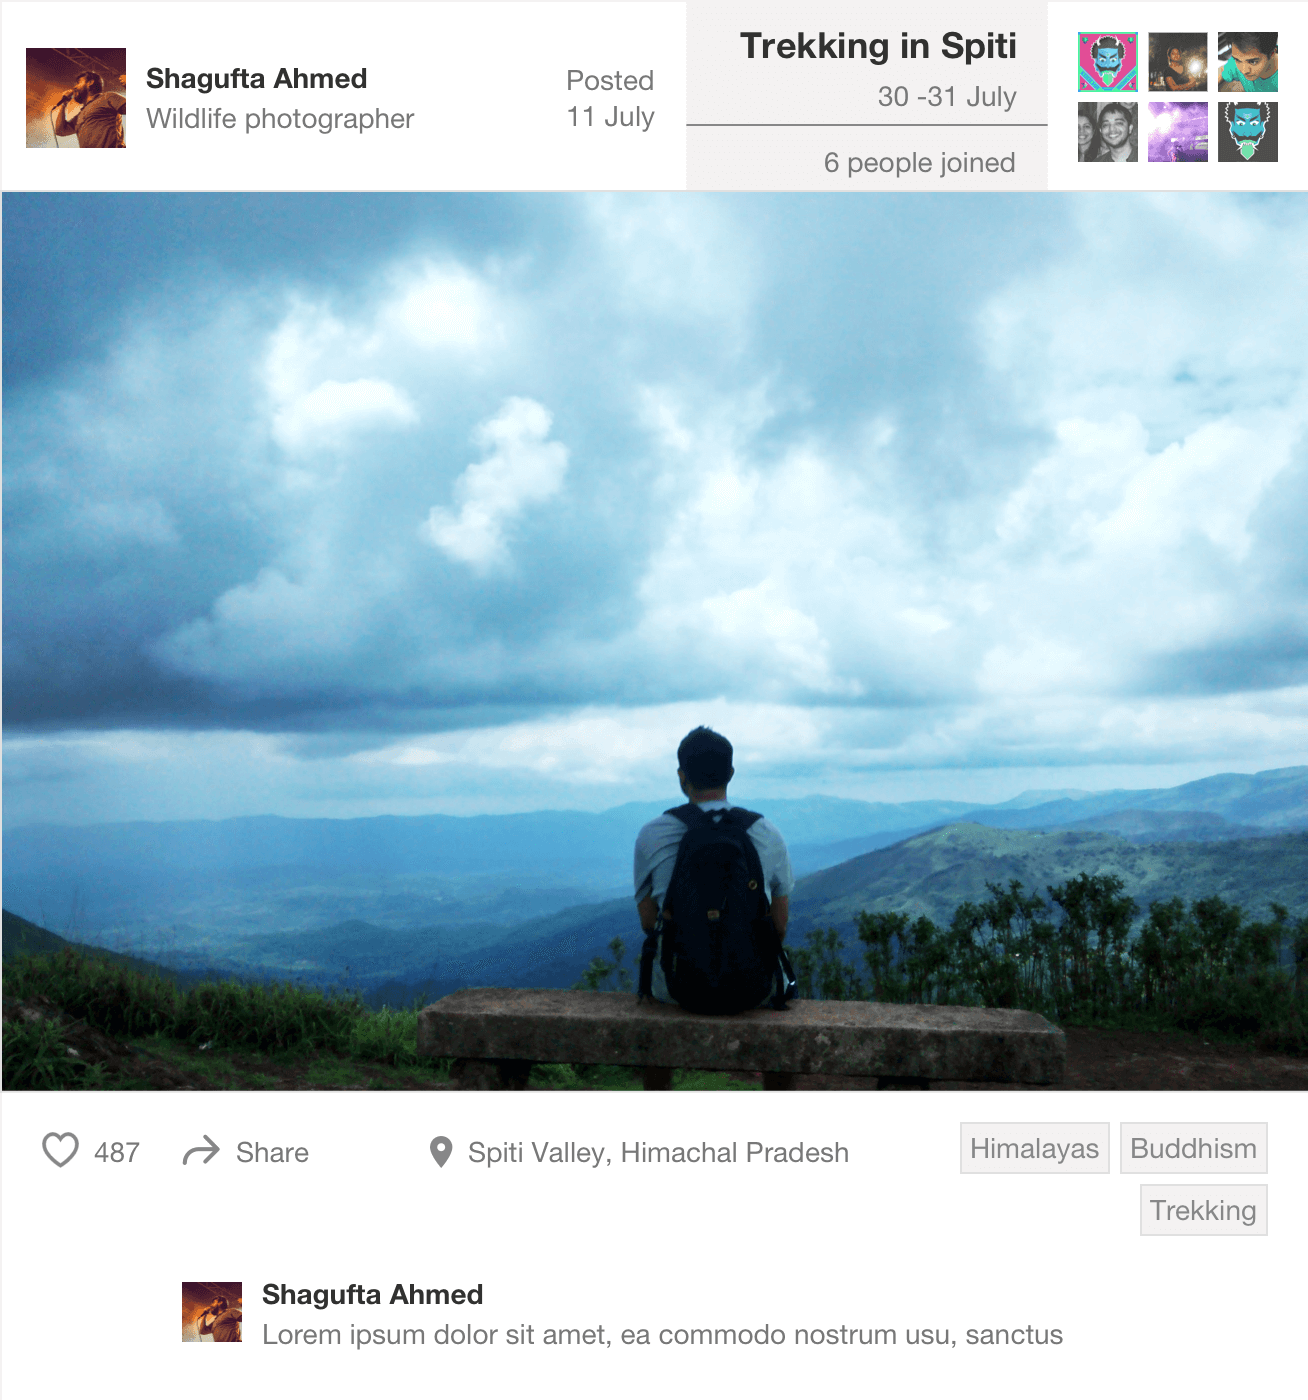 Shagufta Ahmed
Wildlife photographer
Posted
11 July
Trekking in Spiti
30 -31 July
6 people joined
487
Share
Spiti Valley, Himachal Pradesh
Himalayas
Buddhism
Trekking
Shagufta Ahmed
Lorem ipsum dolor sit amet, ea commodo nostrum usu, sanctus